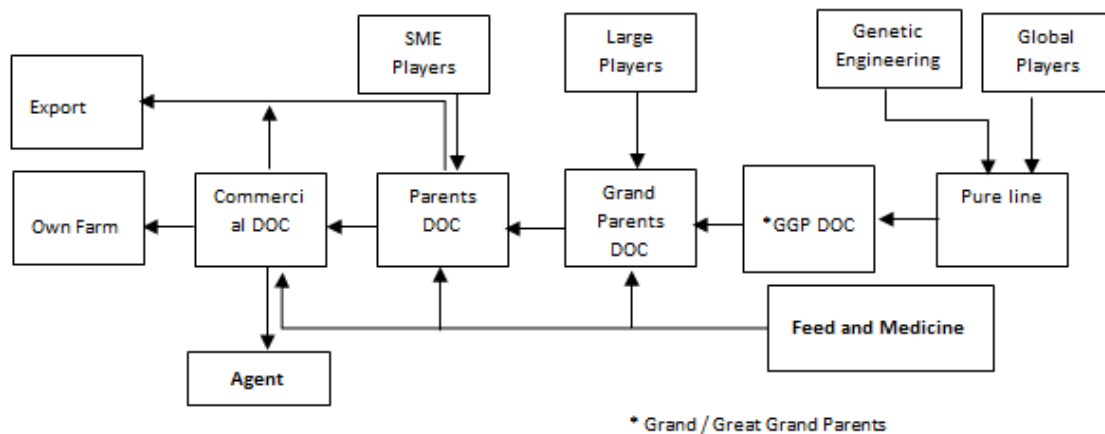 SME
Players
Large
Players
Genetic
Engineering
Global
Players
Export
Own Farm
Commerci
al DOC
Parents
DOC
Grand
Parents
DOC
*GGP DOC
Pure line
Feed and Medicine
Agent
* Grand / Great Grand Parents